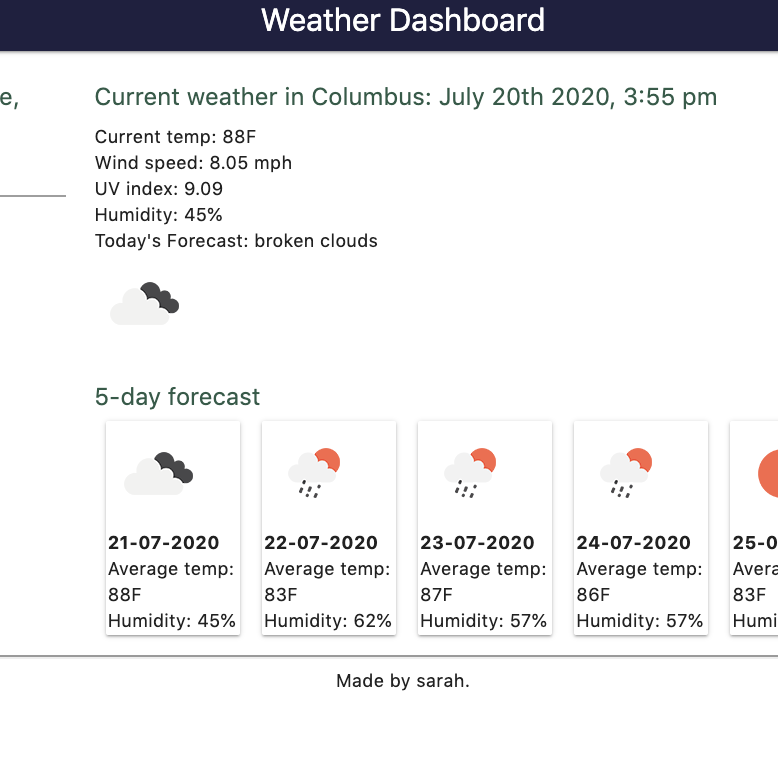 Weather Dashboard
e,
Current weather in Columbus: July 20th 2020, 3:55 pm
Current temp: 88F
Wind speed: 8.05 mph
UV index: 9.09
Humidity: 45%
Today's Forecast: broken clouds
5-day forecast
21-07-2020
Average temp:
88F
Humidity: 45%
22-07-2020
Average temp:
83F
Humidity: 62%
23-07-2020
Average temp:
87F
Humidity: 57%
24-07-2020
Average temp:
86F
Humidity: 57%
25-0
Avera
83F
Humi
Made by sarah.